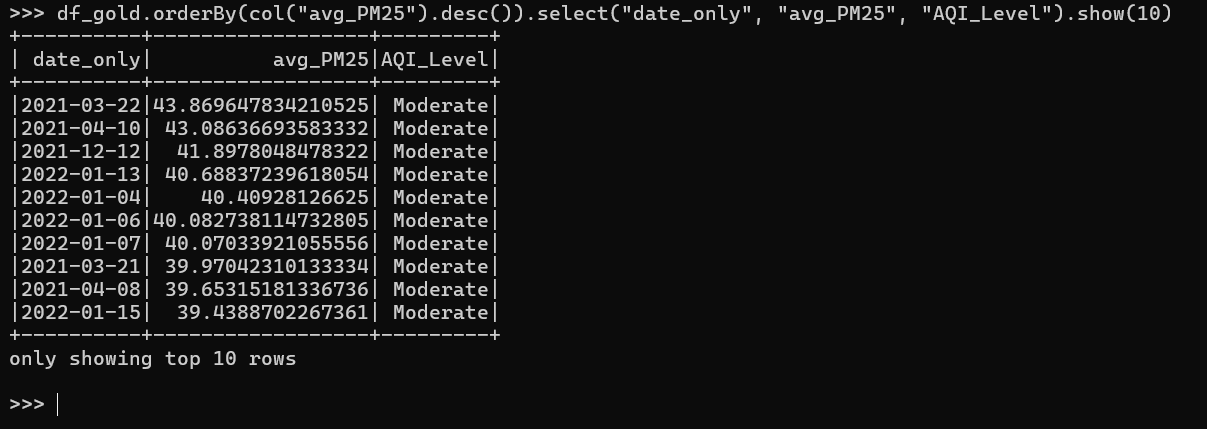 >>> df_gold.orderBy(col("avg_PM25").desc()).select("date_only", "avg_PM25", "AQI_Level").show(10)
+----------+------------------+---------+
| date_only|          avg_PM25|AQI_Level|
+----------+------------------+---------+
|2021-03-22|43.869647834210525| Moderate|
|2021-04-10| 43.08636693583332| Moderate|
|2021-12-12|  41.8978048478322| Moderate|
|2022-01-13| 40.68837239618054| Moderate|
|2022-01-04|    40.40928126625| Moderate|
|2022-01-06|40.082738114732805| Moderate|
|2022-01-07| 40.07033921055556| Moderate|
|2021-03-21| 39.97042310133334| Moderate|
|2021-04-08| 39.65315181336736| Moderate|
|2022-01-15|  39.4388702267361| Moderate|
+----------+------------------+---------+
only showing top 10 rows
>>>